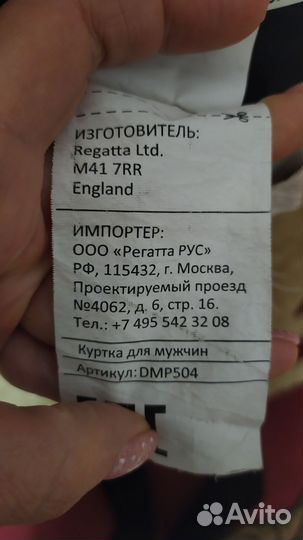 ИЗГОТОВИТЕЛЬ:
Regatta Ltd.
M41 7RR
England
ИМПОРТЕР:
ООО «Регатта РУС»
РФ, 115432, г. Москва,
Проектируемый проезд
№4062, д. 6, стр. 16.
Тел.: +7 495 542 32 08
Куртка для мужчин
Артикул: DMP504
Avito